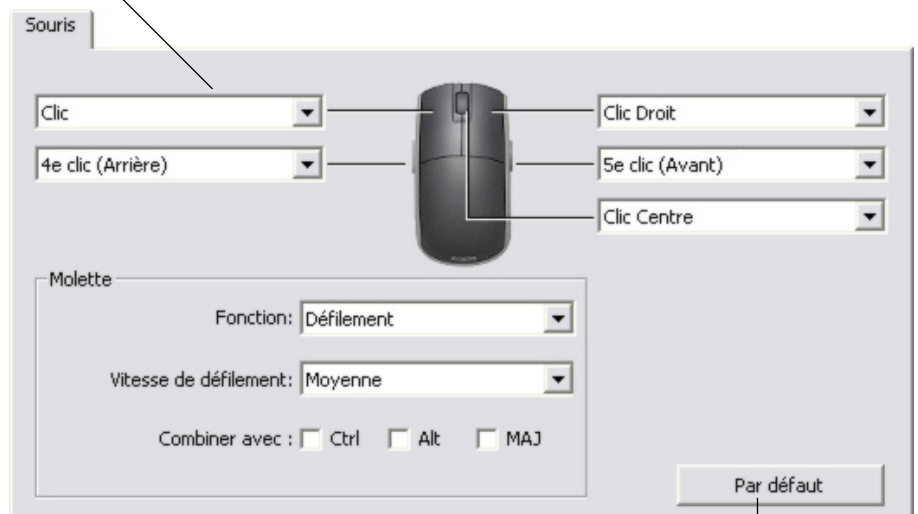 Souris
Clic
Clic Droit
4e clic (Arrière)
5e clic (Avant)
Clic Centre
Molette
Fonction: Défilement
Vitesse de défilement: Moyenne
Combiner avec : Ctrl Alt MAJ
Par défaut